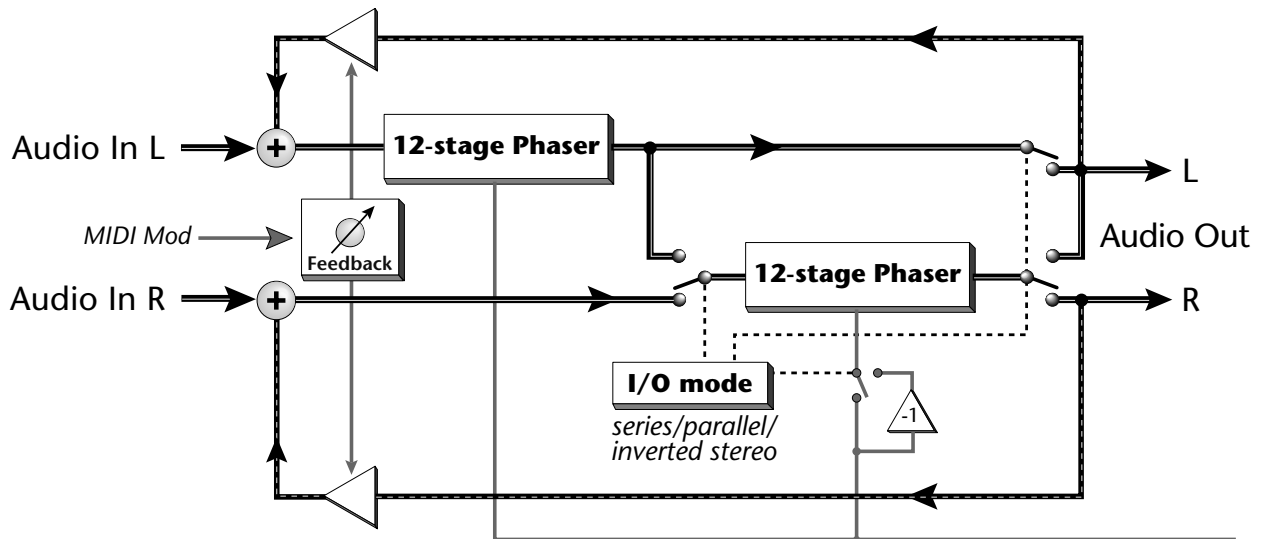 Audio In L
+
12-stage Phaser
L
MIDI Mod
Feedback
Audio Out
12-stage Phaser
Audio In R
+
R
I/O mode
series/parallel/
inverted stereo
-1